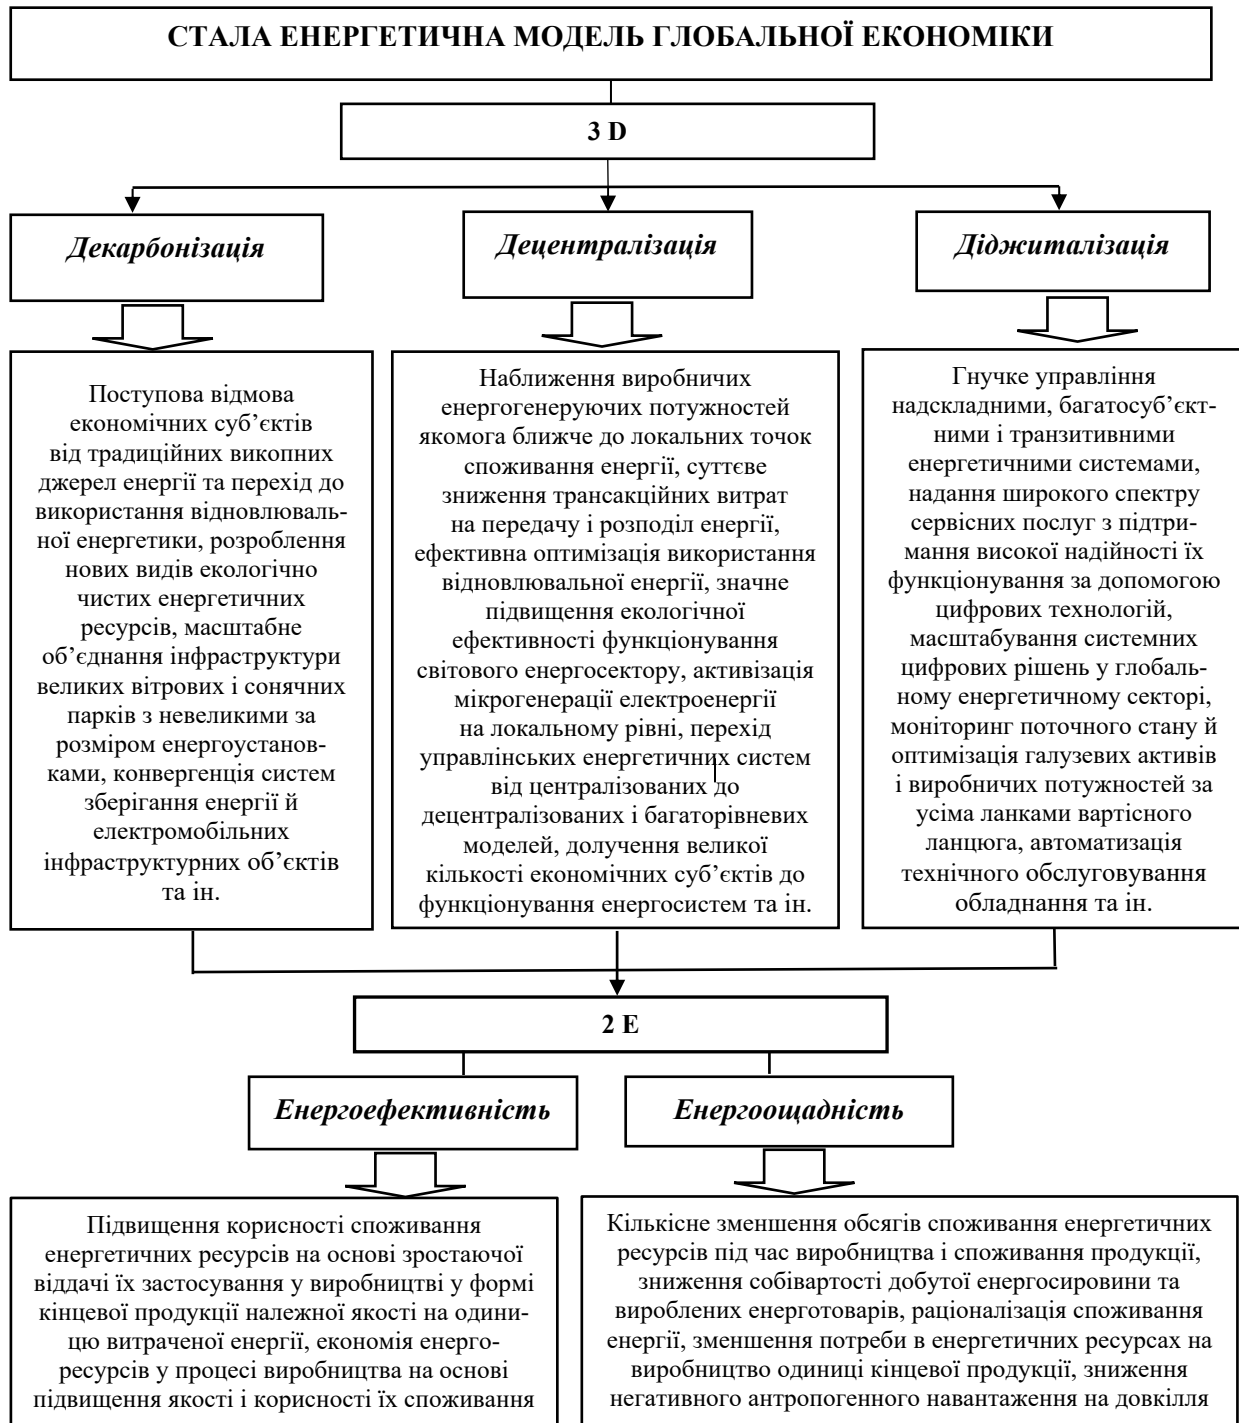 СТАЛА ЕНЕРГЕТИЧНА МОДЕЛЬ ГЛОБАЛЬНОЇ ЕКОНОМІКИ
3 D
Декарбонізація
Децентралізація
Діджиталізація
Поступова відмова
економічних суб’єктів
від традиційних викопних
джерел енергії та перехід до
використання відновлюваль-
ної енергетики, розроблення
нових видів екологічно
чистих енергетичних
ресурсів, масштабне
об’єднання інфраструктури
великих вітрових і сонячних
парків з невеликими за
розміром енергоустанов-
ками, конвергенція систем
зберігання енергії й
електромобільних
інфраструктурних об’єктів
та ін.
Наближення виробничих
енергогенеруючих потужностей
якомога ближче до локальних точок
споживання енергії, суттєве
зниження трансакційних витрат
на передачу і розподіл енергії,
ефективна оптимізація використання
відновлювальної енергії, значне
підвищення екологічної
ефективності функціонування
світового енергосектору, активізація
мікрогенерації електроенергії
на локальному рівні, перехід
управлінських енергетичних систем
від централізованих до
децентралізованих і багаторівневих
моделей, долучення великої
кількості економічних суб’єктів до
функціонування енергосистем та ін.
Гнучке управління
надскладними, багатосуб’єкт-
ними і транзитивними
енергетичними системами,
надання широкого спектру
сервісних послуг з підтри-
мання високої надійності їх
функціонування за допомогою
цифрових технологій,
масштабування системних
цифрових рішень у глобаль-
ному енергетичному секторі,
моніторинг поточного стану й
оптимізація галузевих активів
і виробничих потужностей за
усіма ланками вартісного
ланцюга, автоматизація
технічного обслуговування
обладнання та ін.
2 Е
Енергоефективність
Енергоощадність
Підвищення корисності споживання
енергетичних ресурсів на основі зростаючої
віддачі їх застосування у виробництві у формі
кінцевої продукції належної якості на одини-
цю витраченої енергії, економія енерго-
ресурсів у процесі виробництва на основі
підвищення якості і корисності їх споживання
Кількісне зменшення обсягів споживання енергетичних
ресурсів під час виробництва і споживання продукції,
зниження собівартості добутої енергосировини та
вироблених енерготоварів, раціоналізація споживання
енергії, зменшення потреби в енергетичних ресурсах на
виробництво одиниці кінцевої продукції, зниження
негативного антропогенного навантаження на довкілля